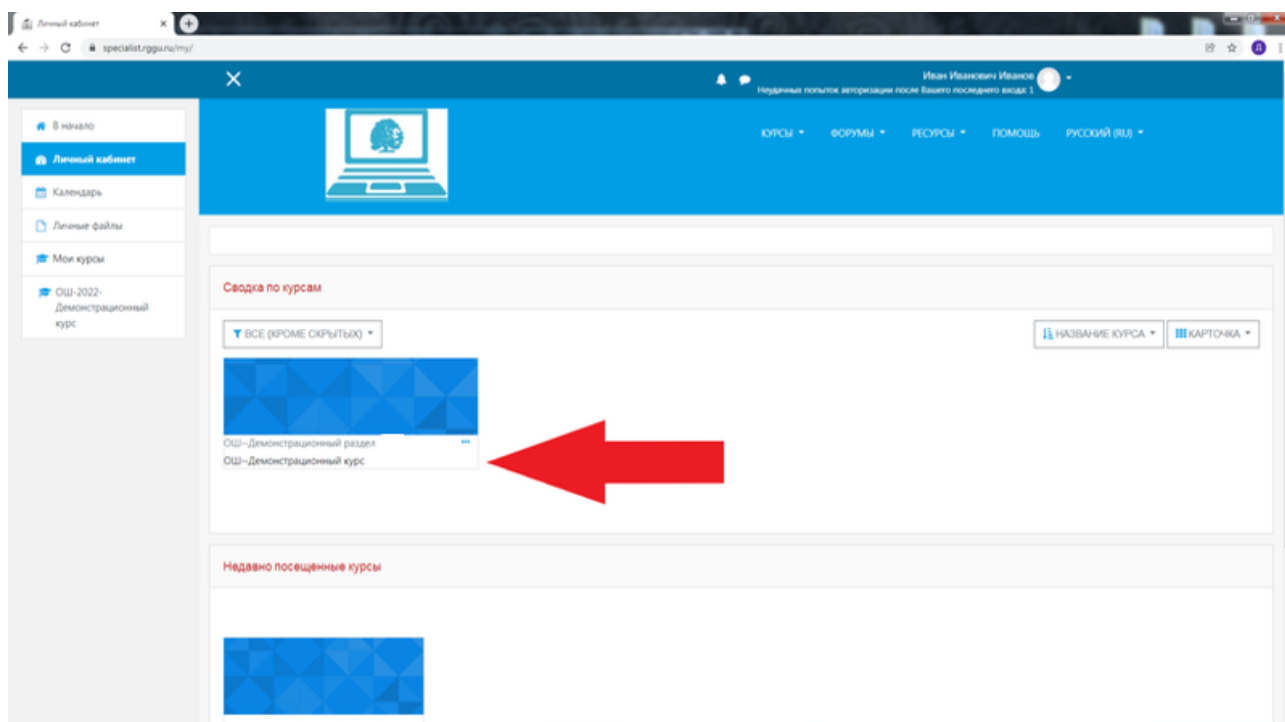 Личный кабинет
specialist.rggu.ru/my/
Д
Иван Иванович Иванов
Неудачных попыток авторизации после Вашего последнего входа: 1
В начало
Личный кабинет
Календарь
Личные файлы
Мои курсы
ОШ-2022-
Демонстрационный
курс
КУРСЫ
ФОРУМЫ
РЕСУРСЫ
ПОМОЩЬ
РУССКИЙ (RU)
Сводка по курсам
ВСЕ (КРОМЕ СКРЫТЫХ)
НАЗВАНИЕ КУРСА
КАРТОЧКА
ОШ--Демонстрационный раздел
ОШ--Демонстрационный курс
Недавно посещенные курсы